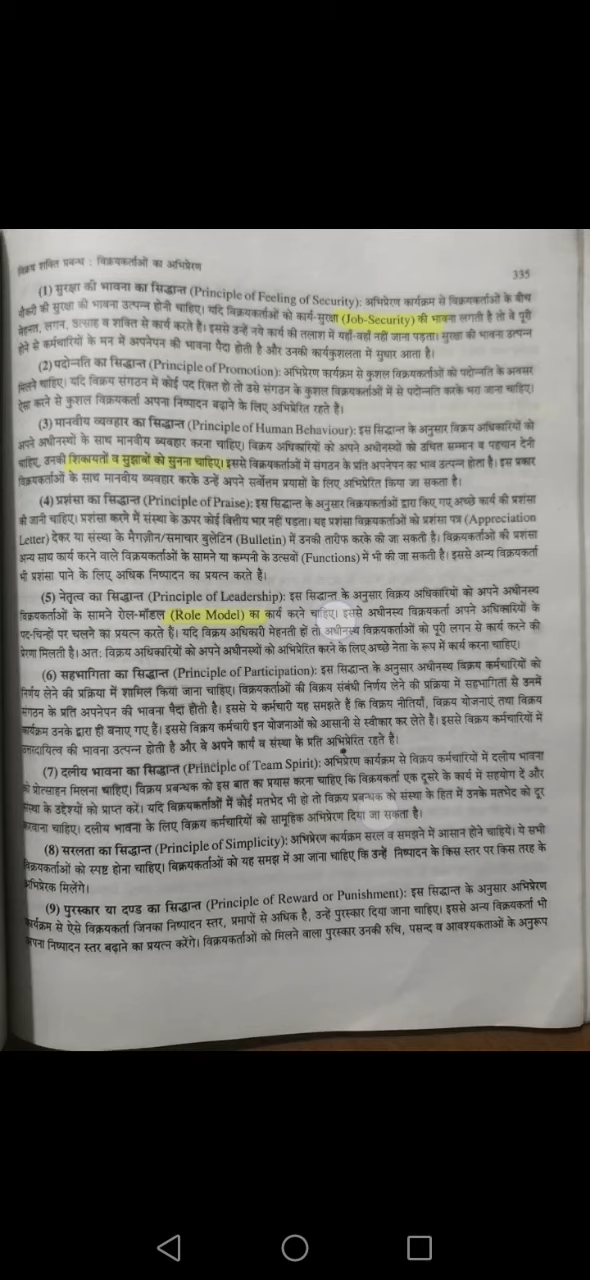 विक्रय शक्ति प्रबन्ध : विक्रयकर्ताओं का अभिप्रेरण
335
(1) सुरक्षा की भावना का सिद्धान्त (Principle of Feeling of Security): अभिप्रेरण कार्यक्रम से विक्रयकर्ताओं के बीच
नौकरी की सुरक्षा की भावना उत्पन्न होनी चाहिए। यदि विक्रयकर्ताओं को कार्य-सुरक्षा (Job-Security) की भावना लगती है तो वे पूरी
मेहनत, लगन, उत्साह व शक्ति से कार्य करते हैं। इससे उन्हें नये कार्य की तलाश में यहाँ-वहाँ नहीं जाना पड़ता। सुरक्षा की भावना उत्पन्न
होने से कर्मचारियों के मन में अपनेपन की भावना पैदा होती है और उनकी कार्यकुशलता में सुधार आता है।
(2) पदोन्नति का सिद्धान्त (Principle of Promotion): अभिप्रेरण कार्यक्रम से कुशल विक्रयकर्ताओं को पदोन्नति के अवसर
मिलने चाहिए। यदि विक्रय संगठन में कोई पद रिक्त हो तो उसे संगठन के कुशल विक्रयकर्ताओं में से पदोन्नति करके भरा जाना चाहिए।
ऐसा करने से कुशल विक्रयकर्ता अपना निष्पादन बढ़ाने के लिए अभिप्रेरित रहते है।
(3) मानवीय व्यवहार का सिद्धान्त (Principle of Human Behaviour): इस सिद्धान्त के अनुसार विक्रय अधिकारियों को
अपने अधीनस्थों के साथ मानवीय व्यवहार करना चाहिए। विक्रय अधिकारियों को अपने अधीनस्थों को उचित सम्मान व पहचान देनी
चाहिए, उनकी शिकायतों व सुझावों को सुनना चाहिए। इससे विक्रयकर्ताओं में संगठन के प्रति अपनेपन का भाव उत्पन्न होता है। इस प्रकार
विक्रयकर्ताओं के साथ मानवीय व्यवहार करके उन्हें अपने सर्वोत्तम प्रयासों के लिए अभिप्रेरित किया जा सकता है।
(4) प्रशंसा का सिद्धान्त (Principle of Praise): इस सिद्धान्त के अनुसार विक्रयकर्ताओं द्वारा किए गए अच्छे कार्य की प्रशंसा
की जानी चाहिए। प्रशंसा करने में संस्था के ऊपर कोई वित्तीय भार नहीं पड़ता। यह प्रशंसा विक्रयकर्ताओं को प्रशंसा पत्र (Appreciation
Letter) देकर या संस्था के मैगज़ीन/समाचार बुलेटिन (Bulletin) में उनकी तारीफ करके की जा सकती है। विक्रयकर्ताओं की प्रशंसा
अन्य साथ कार्य करने वाले विक्रयकर्ताओं के सामने या कम्पनी के उत्सवों (Functions) में भी की जा सकती है। इससे अन्य विक्रयकर्ता
भी प्रशंसा पाने के लिए अधिक निष्पादन का प्रयत्न करते है।
(5) नेतृत्व का सिद्धान्त (Principle of Leadership): इस सिद्धान्त के अनुसार विक्रय अधिकारियों को अपने अधीनस्थ
विक्रयकर्ताओं के सामने रोल-मॉडल (Role Model) का कार्य करने चाहिए। इससे अधीनस्थ विक्रयकर्ता अपने अधिकारियों के
पद-चिन्हों पर चलने का प्रयत्न करते हैं। यदि विक्रय अधिकारी मेहनती हों तो अधीनस्थ विक्रयकर्ताओं को पूरी लगन से कार्य करने की
प्रेरणा मिलती है। अत: विक्रय अधिकारियों को अपने अधीनस्थों को अभिप्रेरित करने के लिए अच्छे नेता के रूप में कार्य करना चाहिए।
(6) सहभागिता का सिद्धान्त (Principle of Participation): इस सिद्धान्त के अनुसार अधीनस्थ विक्रय कर्मचारियों को
निर्णय लेने की प्रक्रिया में शामिल किया जाना चाहिए। विक्रयकर्ताओं की विक्रय संबंधी निर्णय लेने की प्रक्रिया में सहभागिता से उनमें
संगठन के प्रति अपनेपन की भावना पैदा होती है। इससे ये कर्मचारी यह समझते हैं कि विक्रय नीतियाँ, विक्रय योजनाएं तथा विक्रय
कार्यक्रम उनके द्वारा ही बनाए गए हैं। इससे विक्रय कर्मचारी इन योजनाओं को आसानी से स्वीकार कर लेते हैं। इससे विक्रय कर्मचारियों में
उत्तरदायित्व की भावना उत्पन्न होती है और वे अपने कार्य व संस्था के प्रति अभिप्रेरित रहते है।
(7) दलीय भावना का सिद्धान्त (Principle of Team Spirit): अभिप्रेरण कार्यक्रम से विक्रय कर्मचारियों में दलीय भावना
को प्रोत्साहन मिलना चाहिए। विक्रय प्रबन्धक को इस बात का प्रयास करना चाहिए कि विक्रयकर्ता एक दूसरे के कार्य में सहयोग दें और
संस्था के उद्देश्यों को प्राप्त करें। यदि विक्रयकर्ताओं में कोई मतभेद भी हो तो विक्रय प्रबन्धक को संस्था के हित में उनके मतभेद को दूर
करवाना चाहिए। दलीय भावना के लिए विक्रय कर्मचारियों को सामूहिक अभिप्रेरण दिया जा सकता है।
(8) सरलता का सिद्धान्त (Principle of Simplicity): अभिप्रेरण कार्यक्रम सरल व समझने में आसान होने चाहियें। ये सभी
विक्रयकर्ताओं को स्पष्ट होना चाहिए। विक्रयकर्ताओं को यह समझ में आ जाना चाहिए कि उन्हें निष्पादन के किस स्तर पर किस तरह के
अभिप्रेरक मिलेंगे।
(9) पुरस्कार या दण्ड का सिद्धान्त (Principle of Reward or Punishment): इस सिद्धान्त के अनुसार अभिप्रेरण
कार्यक्रम से ऐसे विक्रयकर्ता जिनका निष्पादन स्तर, प्रमापों से अधिक है, उन्हें पुरस्कार दिया जाना चाहिए। इससे अन्य विक्रयकर्ता भी
अपना निष्पादन स्तर बढ़ाने का प्रयत्न करेंगे। विक्रयकर्ताओं को मिलने वाला पुरस्कार उनकी रुचि, पसन्द व आवश्यकताओं के अनुरूप